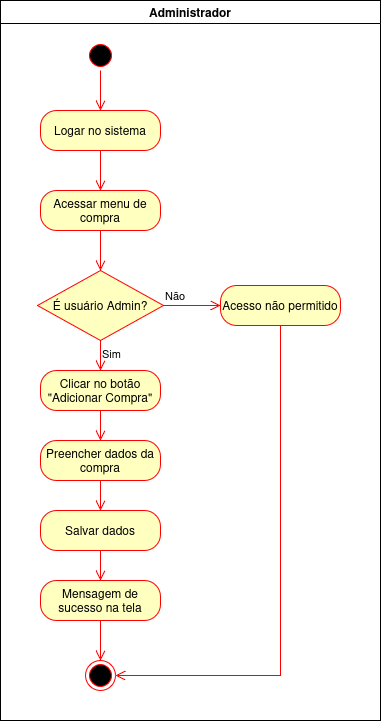 Administrador
Logar no sistema
Acessar menu de
compra
É usuário Admin?
Não
Acesso não permitido
Sim
Clicar no botão
"Adicionar Compra"
Preencher dados da
compra
Salvar dados
Mensagem de
sucesso na tela